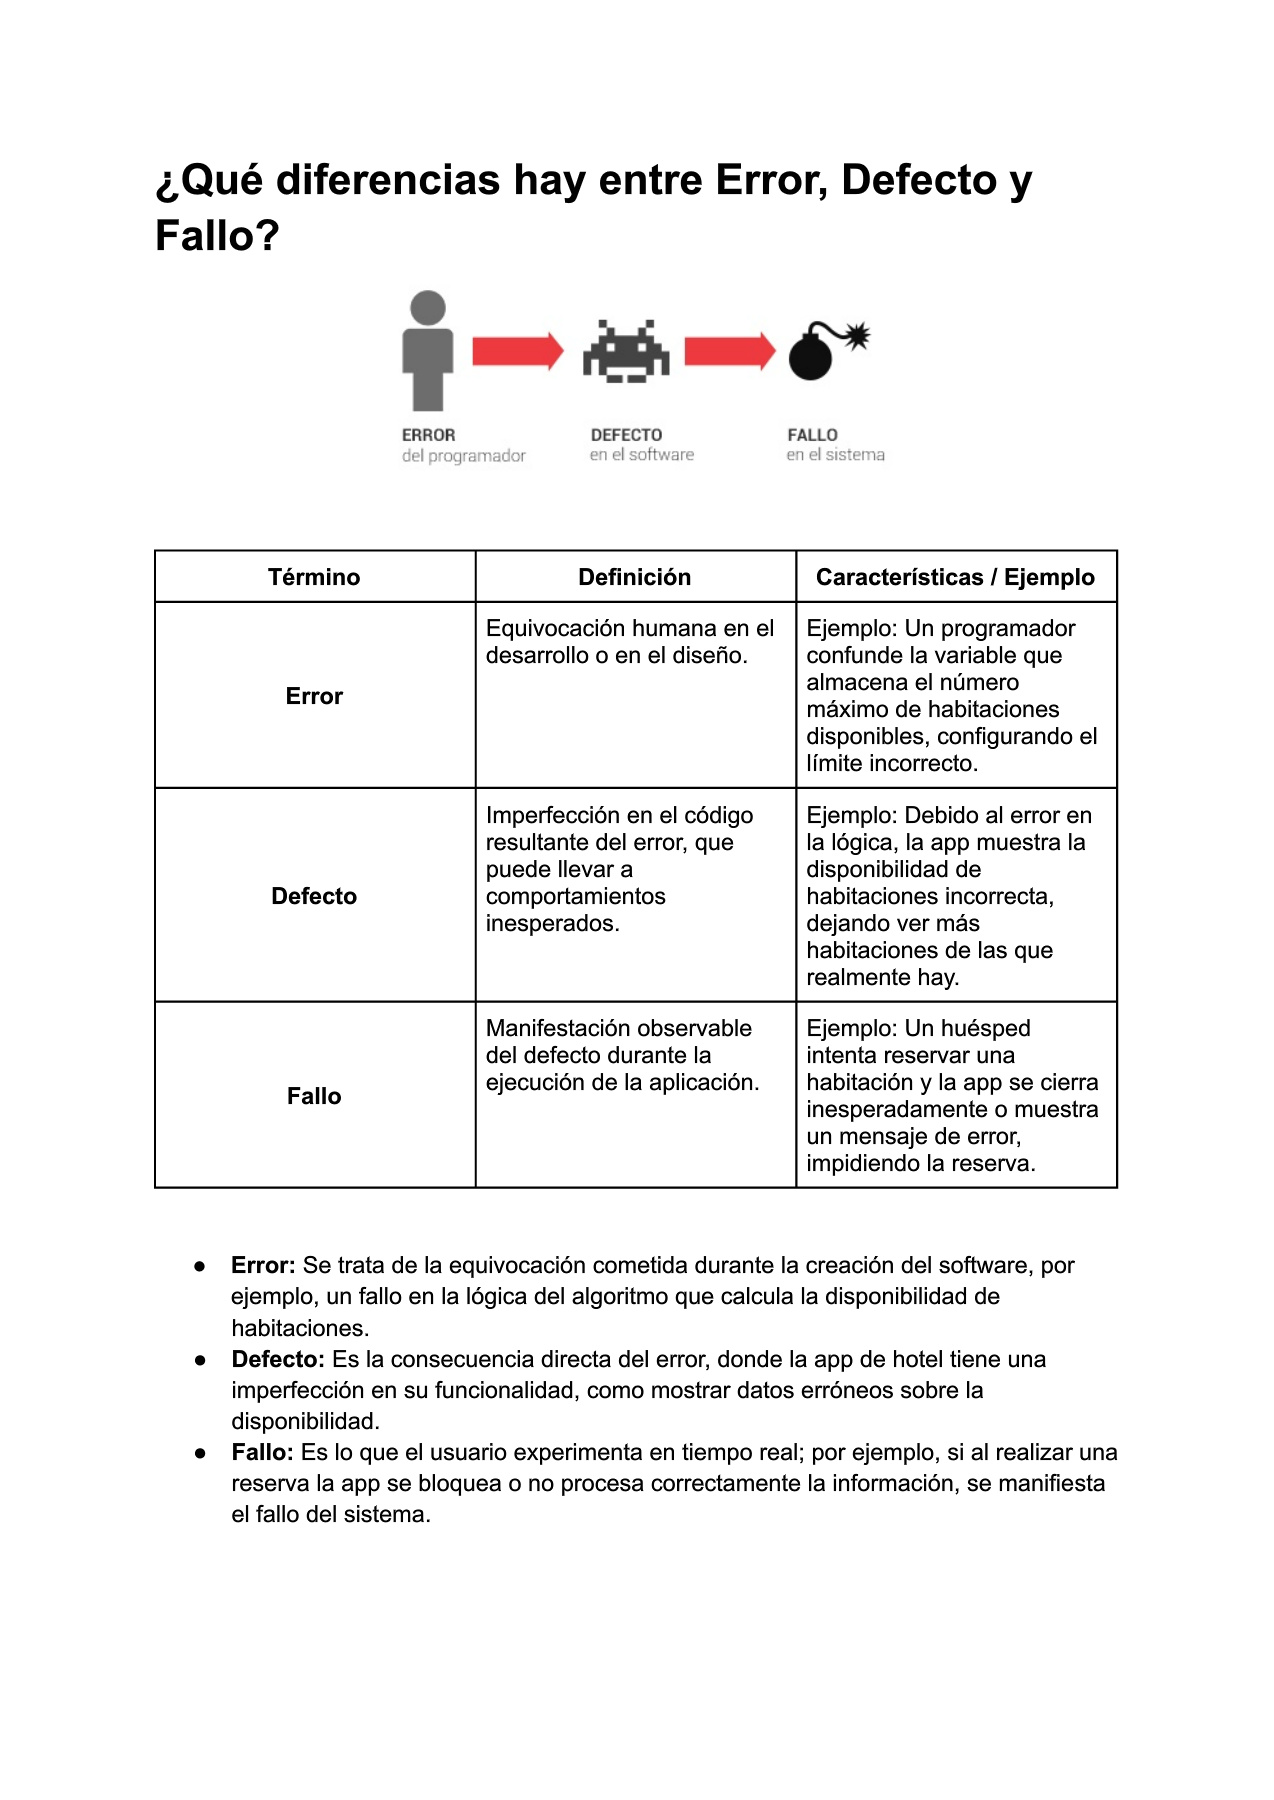 ¿Qué diferencias hay entre Error, Defecto y
Fallo?
ERROR
del programador
DEFECTO
en el software
FALLO
en el sistema
Término
Definición
Características / Ejemplo
Error
Equivocación humana en el
desarrollo o en el diseño.
Ejemplo: Un programador
confunde la variable que
almacena el número
máximo de habitaciones
disponibles, configurando el
límite incorrecto.
Defecto
Imperfección en el código
resultante del error, que
puede llevar a
comportamientos
inesperados.
Ejemplo: Debido al error en
la lógica, la app muestra la
disponibilidad de
habitaciones incorrecta,
dejando ver más
habitaciones de las que
realmente hay.
Fallo
Manifestación observable
del defecto durante la
ejecución de la aplicación.
Ejemplo: Un huésped
intenta reservar una
habitación y la app se cierra
inesperadamente o muestra
un mensaje de error,
impidiendo la reserva.
● Error: Se trata de la equivocación cometida durante la creación del software, por
ejemplo, un fallo en la lógica del algoritmo que calcula la disponibilidad de
habitaciones.
● Defecto: Es la consecuencia directa del error, donde la app de hotel tiene una
imperfección en su funcionalidad, como mostrar datos erróneos sobre la
disponibilidad.
● Fallo: Es lo que el usuario experimenta en tiempo real; por ejemplo, si al realizar una
reserva la app se bloquea o no procesa correctamente la información, se manifiesta
el fallo del sistema.